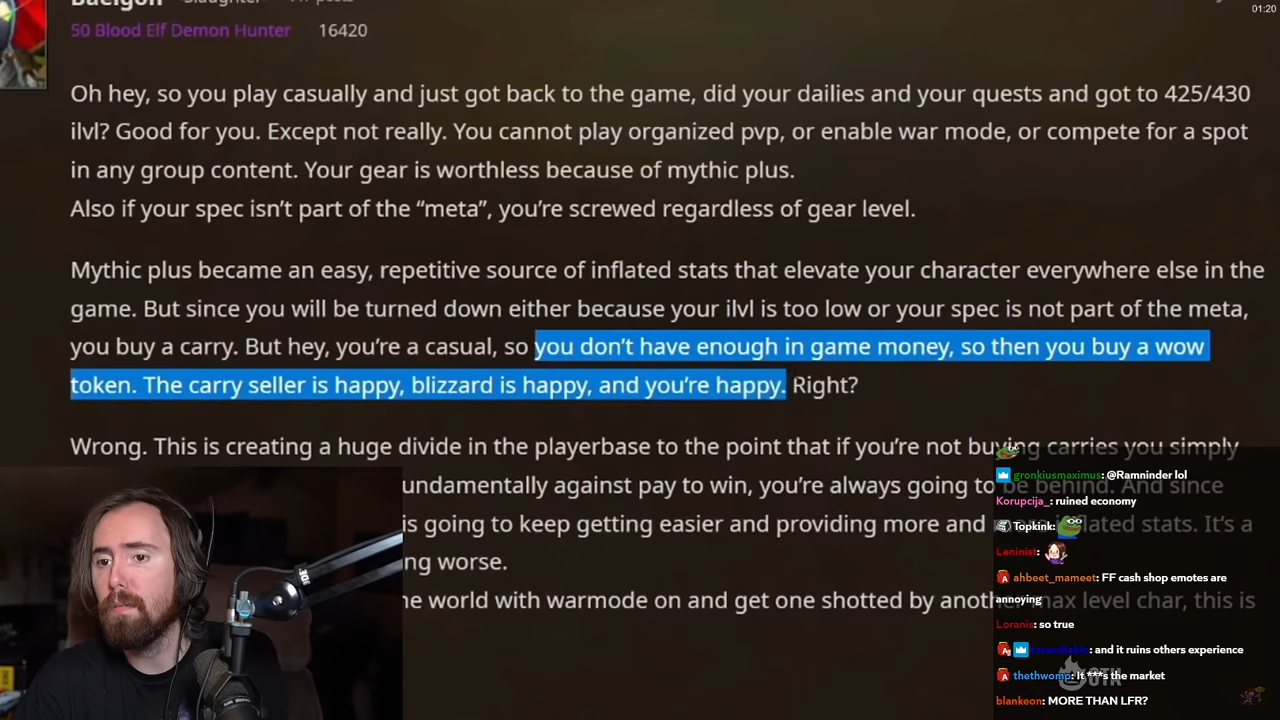 01:20
50 Blood Elf Demon Hunter 16420
Oh hey, so you play casually and just got back to the game, did your dailies and your quests and got to 425/430
ilvl? Good for you. Except not really. You cannot play organized pvp, or enable war mode, or compete for a spot
in any group content. Your gear is worthless because of mythic plus.
Also if your spec isn’t part of the “meta”, you’re screwed regardless of gear level.
Mythic plus became an easy, repetitive source of inflated stats that elevate your character everywhere else in the
game. But since you will be turned down either because your ilvl is too low or your spec is not part of the meta,
you buy a carry. But hey, you’re a casual, so you don’t have enough in game money, so then you buy a wow
token. The carry seller is happy, blizzard is happy, and you’re happy. Right?
Wrong. This is creating a huge divide in the playerbase to the point that if you’re not buying carries you simply
undamentally against pay to win, you’re always going to be behind. And since
is going to keep getting easier and providing more and inflated stats. It’s a
ng worse.
he world with warmode on and get one shotted by another max level char, this is
gronkiusmaximus: @Ramninder lol
Korupcija_: ruined economy
Topkink:
Leninist:
ahbeet_mameet: FF cash shop emotes are
annoying
Loranis: so true
and it ruins others experience
thethwomp: It ***s the market
blankeon: MORE THAN LFR?